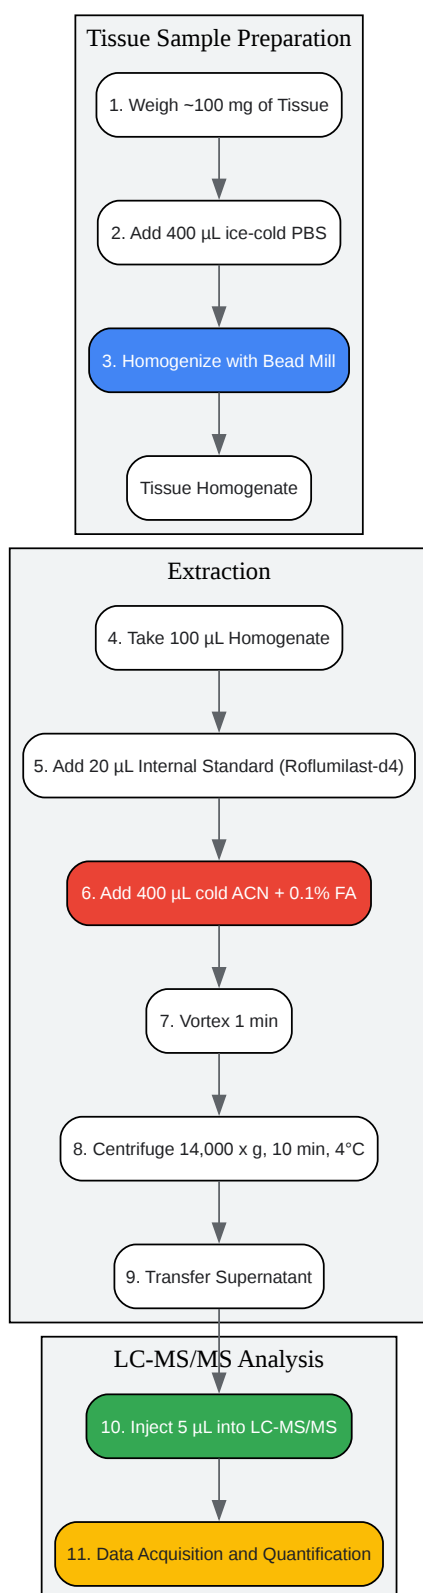 Tissue Sample Preparation
1. Weigh ~100 mg of Tissue
2. Add 400 µL ice-cold PBS
3. Homogenize with Bead Mill
Tissue Homogenate
Extraction
4. Take 100 µL Homogenate
5. Add 20 µL Internal Standard (Roflumilast-d4)
6. Add 400 µL cold ACN + 0.1% FA
7. Vortex 1 min
8. Centrifuge 14,000 x g, 10 min, 4°C
9. Transfer Supernatant
LC-MS/MS Analysis
10. Inject 5 µL into LC-MS/MS
11. Data Acquisition and Quantification